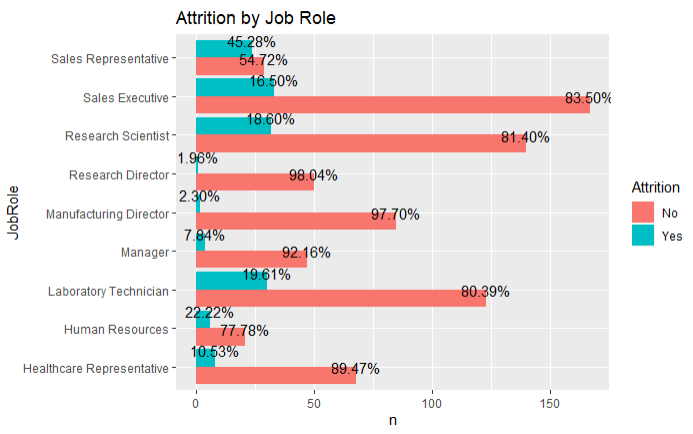 Attrition by Job Role
JobRole
Sales Representative
45.28%
54.72%
Sales Executive
16.50%
83.50%
Research Scientist
18.60%
81.40%
Research Director
1.96%
98.04%
Manufacturing Director
2.30%
97.70%
Manager
7.84%
92.16%
Laboratory Technician
19.61%
80.39%
Human Resources
22.22%
77.78%
Healthcare Representative
10.53%
89.47%
0 50 100 150
n
Attrition
No
Yes